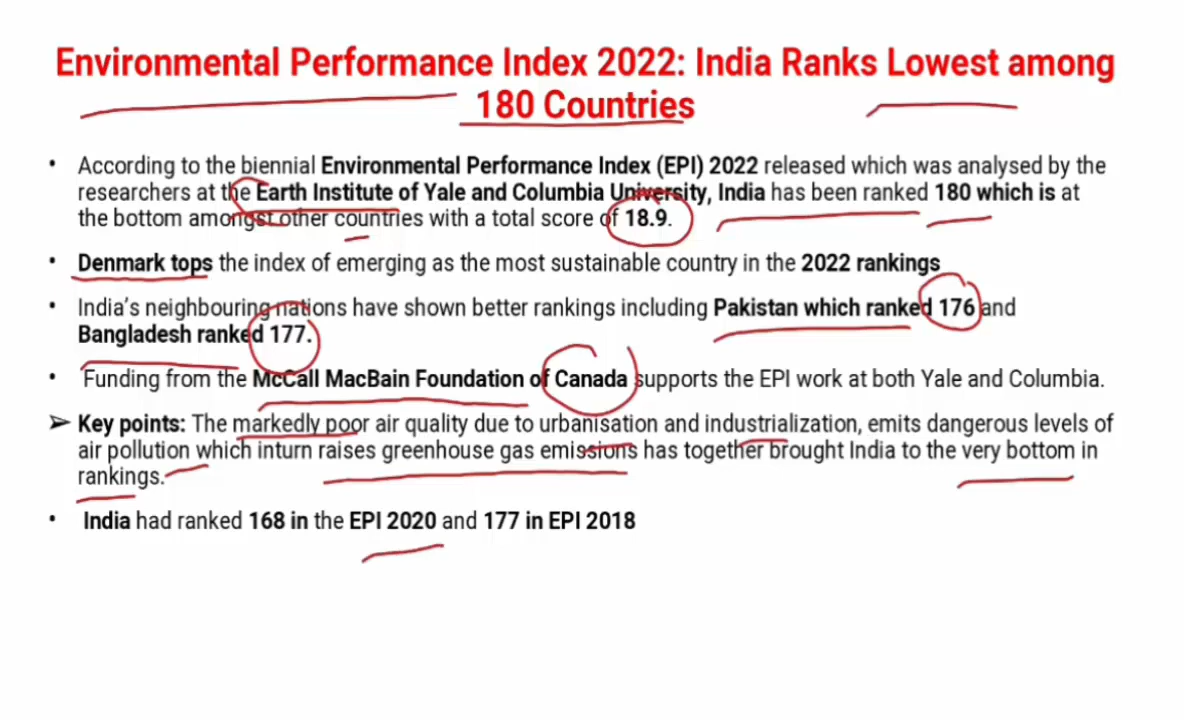 Environmental Performance Index 2022: India Ranks Lowest among
180 Countries
• According to the biennial Environmental Performance Index (EPI) 2022 released which was analysed by the
researchers at the Earth Institute of Yale and Columbia University, India has been ranked 180 which is at
the bottom amongst other countries with a total score of 18.9.
• Denmark tops the index of emerging as the most sustainable country in the 2022 rankings
• India's neighbouring nations have shown better rankings including Pakistan which ranked 176 and
Bangladesh ranked 177.
• Funding from the McCall MacBain Foundation of Canada supports the EPI work at both Yale and Columbia.
➢ Key points: The markedly poor air quality due to urbanisation and industrialization, emits dangerous levels of
air pollution which inturn raises greenhouse gas emissions has together brought India to the very bottom in
rankings.
• India had ranked 168 in the EPI 2020 and 177 in EPI 2018